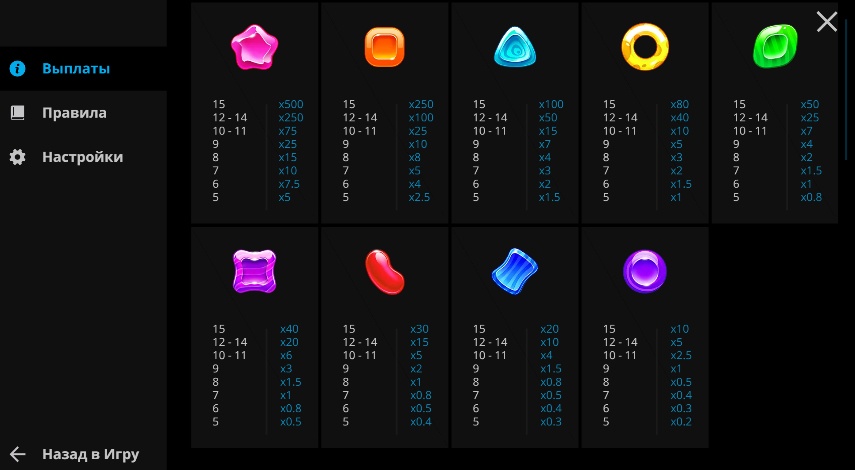 Выплаты
Правила
Настройки
Назад в Игру
15 x500
12 - 14 x250
10 - 11 x75
9 x25
8 x15
7 x10
6 x7.5
5 x5
15 x250
12 - 14 x100
10 - 11 x25
9 x10
8 x8
7 x5
6 x4
5 x2.5
15 x100
12 - 14 x50
10 - 11 x15
9 x7
8 x4
7 x3
6 x2
5 x1.5
15 x80
12 - 14 x40
10 - 11 x10
9 x5
8 x3
7 x2
6 x1.5
5 x1
15 x50
12 - 14 x25
10 - 11 x7
9 x4
8 x2
7 x1.5
6 x1
5 x0.8
15 x40
12 - 14 x20
10 - 11 x6
9 x3
8 x1.5
7 x1
6 x0.8
5 x0.5
15 x30
12 - 14 x15
10 - 11 x5
9 x2
8 x1
7 x0.8
6 x0.5
5 x0.4
15 x20
12 - 14 x10
10 - 11 x4
9 x1.5
8 x0.8
7 x0.5
6 x0.4
5 x0.3
15 x10
12 - 14 x5
10 - 11 x2.5
9 x1
8 x0.5
7 x0.4
6 x0.3
5 x0.2